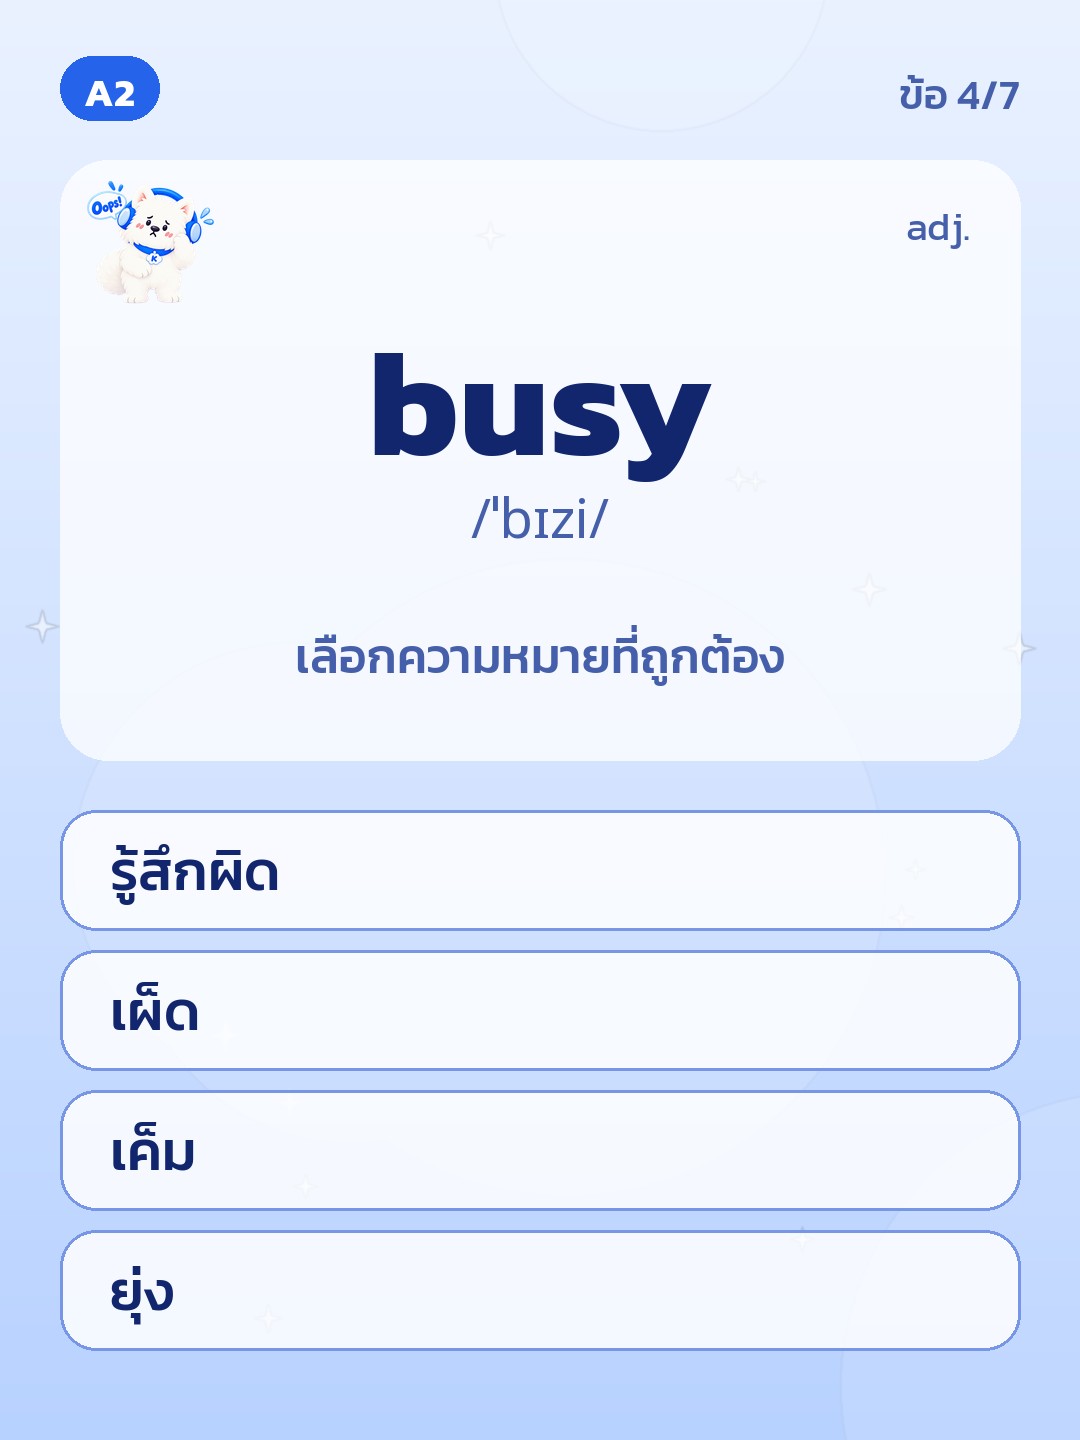 A2
ข้อ 4/7
Oops!
adj.
K
busy
/ˈbɪzi/
เลือกความหมายที่ถูกต้อง
รู้สึกผิด
เผ็ด
เค็ม
ยุ่ง